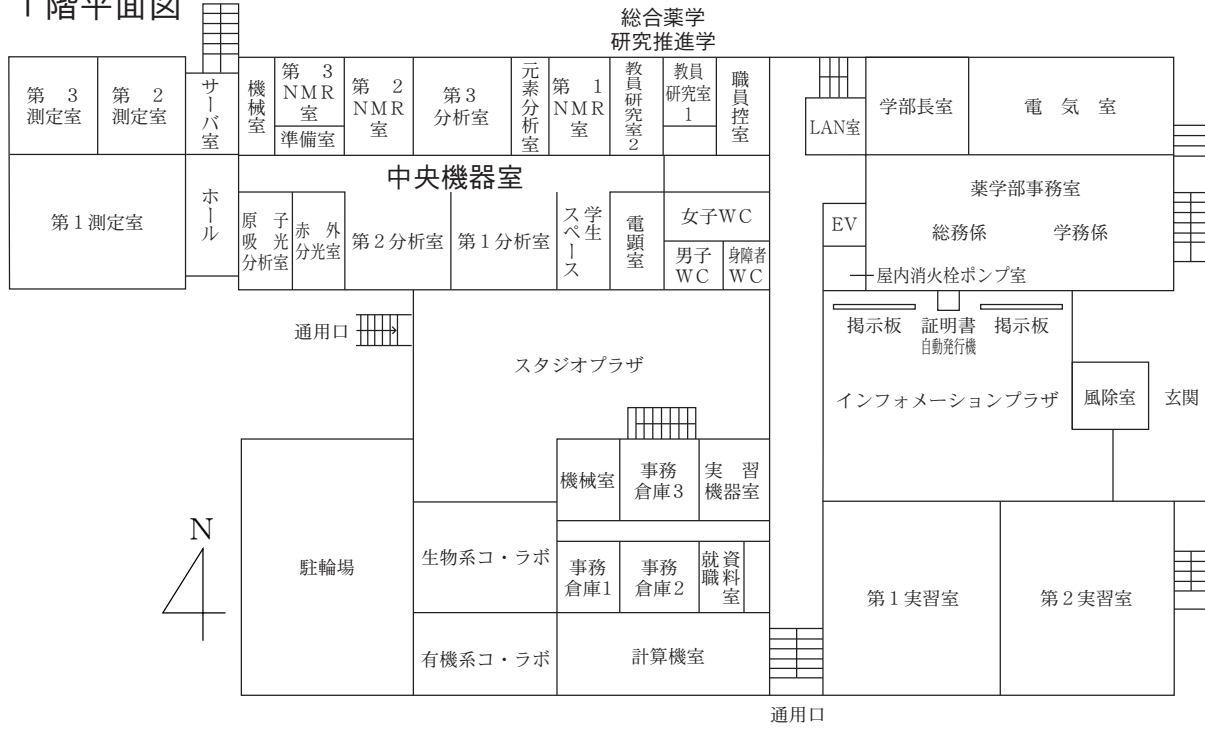 1階平面図
総合薬学
研究推進学
第 3
測定室
第 2
測定室
サーバ室
機械室
第 3
NMR
室
準備室
第 2
NMR
室
第3
分析室
元素分析室
第 1
NMR
室
教員研究室2
教員
研究室
1
職員控室
LAN室
学部長室
電 気 室
中央機器室
第1測定室
ホール
原 子
吸 光
分析室
赤 外
分光室
第2分析室
第1分析室
学生
スペース
電顕室
女子WC
男子
WC
身障者
WC
EV
薬学部事務室
総務係
学務係
屋内消火栓ポンプ室
掲示板
証明書
自動発行機
掲示板
通用口
スタジオプラザ
インフォメーションプラザ
風除室
玄関
機械室
事務
倉庫3
実 習
機器室
N
駐輪場
生物系コ・ラボ
事務
倉庫1
事務
倉庫2
就職
資料室
第1実習室
第2実習室
有機系コ・ラボ
計算機室
通用口